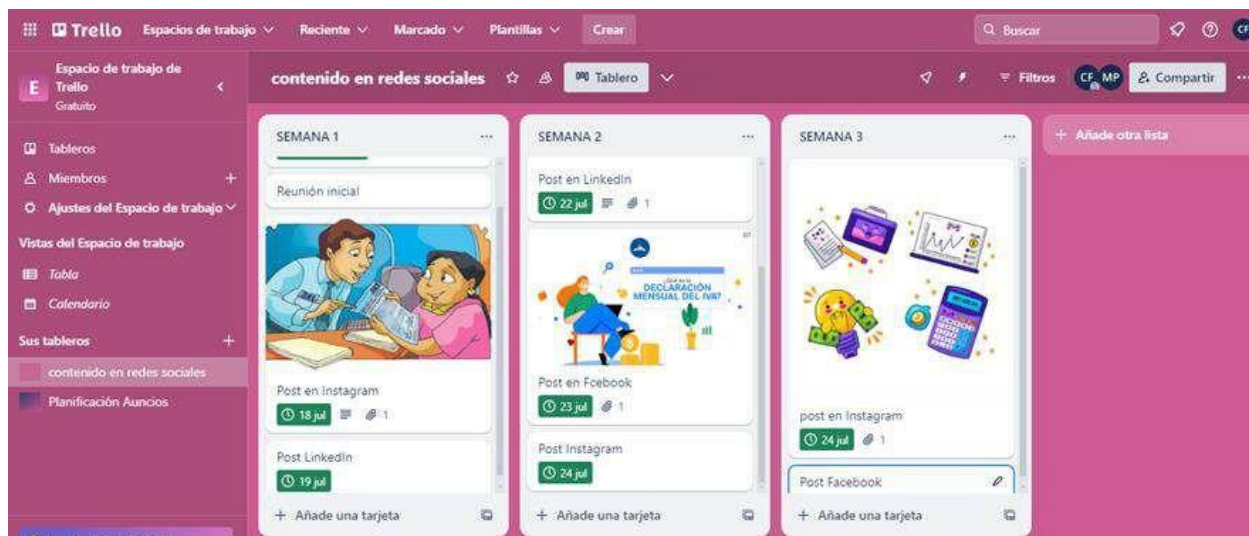 Trello Espacios de trabajo Reciente Marcado Plantillas Crear Buscar CF
E Espacio de trabajo de
Trello
Gratuito
contenido en redes sociales Tablero Filtros CF MP Compartir
Tableros
Miembros
Ajustes del Espacio de trabajo
Vistas del Espacio de trabajo
Tabla
Calendario
Sus tableros
contenido en redes sociales
Planificación Auncios
SEMANA 1
Reunión inicial
Post en Instagram
18 jul 1
Post LinkedIn
19 jul
+ Añade una tarjeta
SEMANA 2
Post en LinkedIn
22 jul 1
¿QUÉ ES LA
DECLARACIÓN
MENSUAL DEL IVA?
Post en Fcebook
23 jul 1
Post Instagram
24 jul
+ Añade una tarjeta
SEMANA 3
post en Instagram
24 jul 1
Post Facebook
+ Añade una tarjeta
+ Añade otra lista